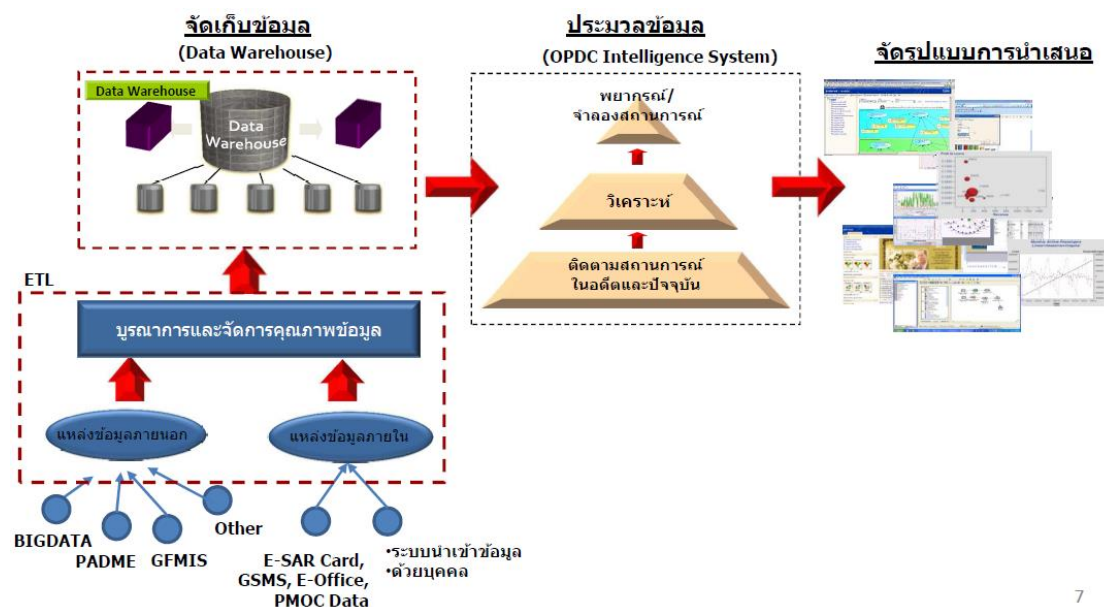 จัดเก็บข้อมูล
(Data Warehouse)
Data Warehouse
Data
Warehouse
ประมวลข้อมูล
(OPDC Intelligence System)
พยากรณ์/
จำลองสถานการณ์
วิเคราะห์
ติดตามสถานการณ์
ในอดีตและปัจจุบัน
จัดรูปแบบการนำเสนอ
ETL
บูรณาการและจัดการคุณภาพข้อมูล
แหล่งข้อมูลภายนอก
แหล่งข้อมูลภายใน
BIGDATA
PADME
GFMIS
Other
E-SAR Card,
GSMS, E-Office,
PMOC Data
•ระบบนำเข้าข้อมูล
•ด้วยบุคคล
7